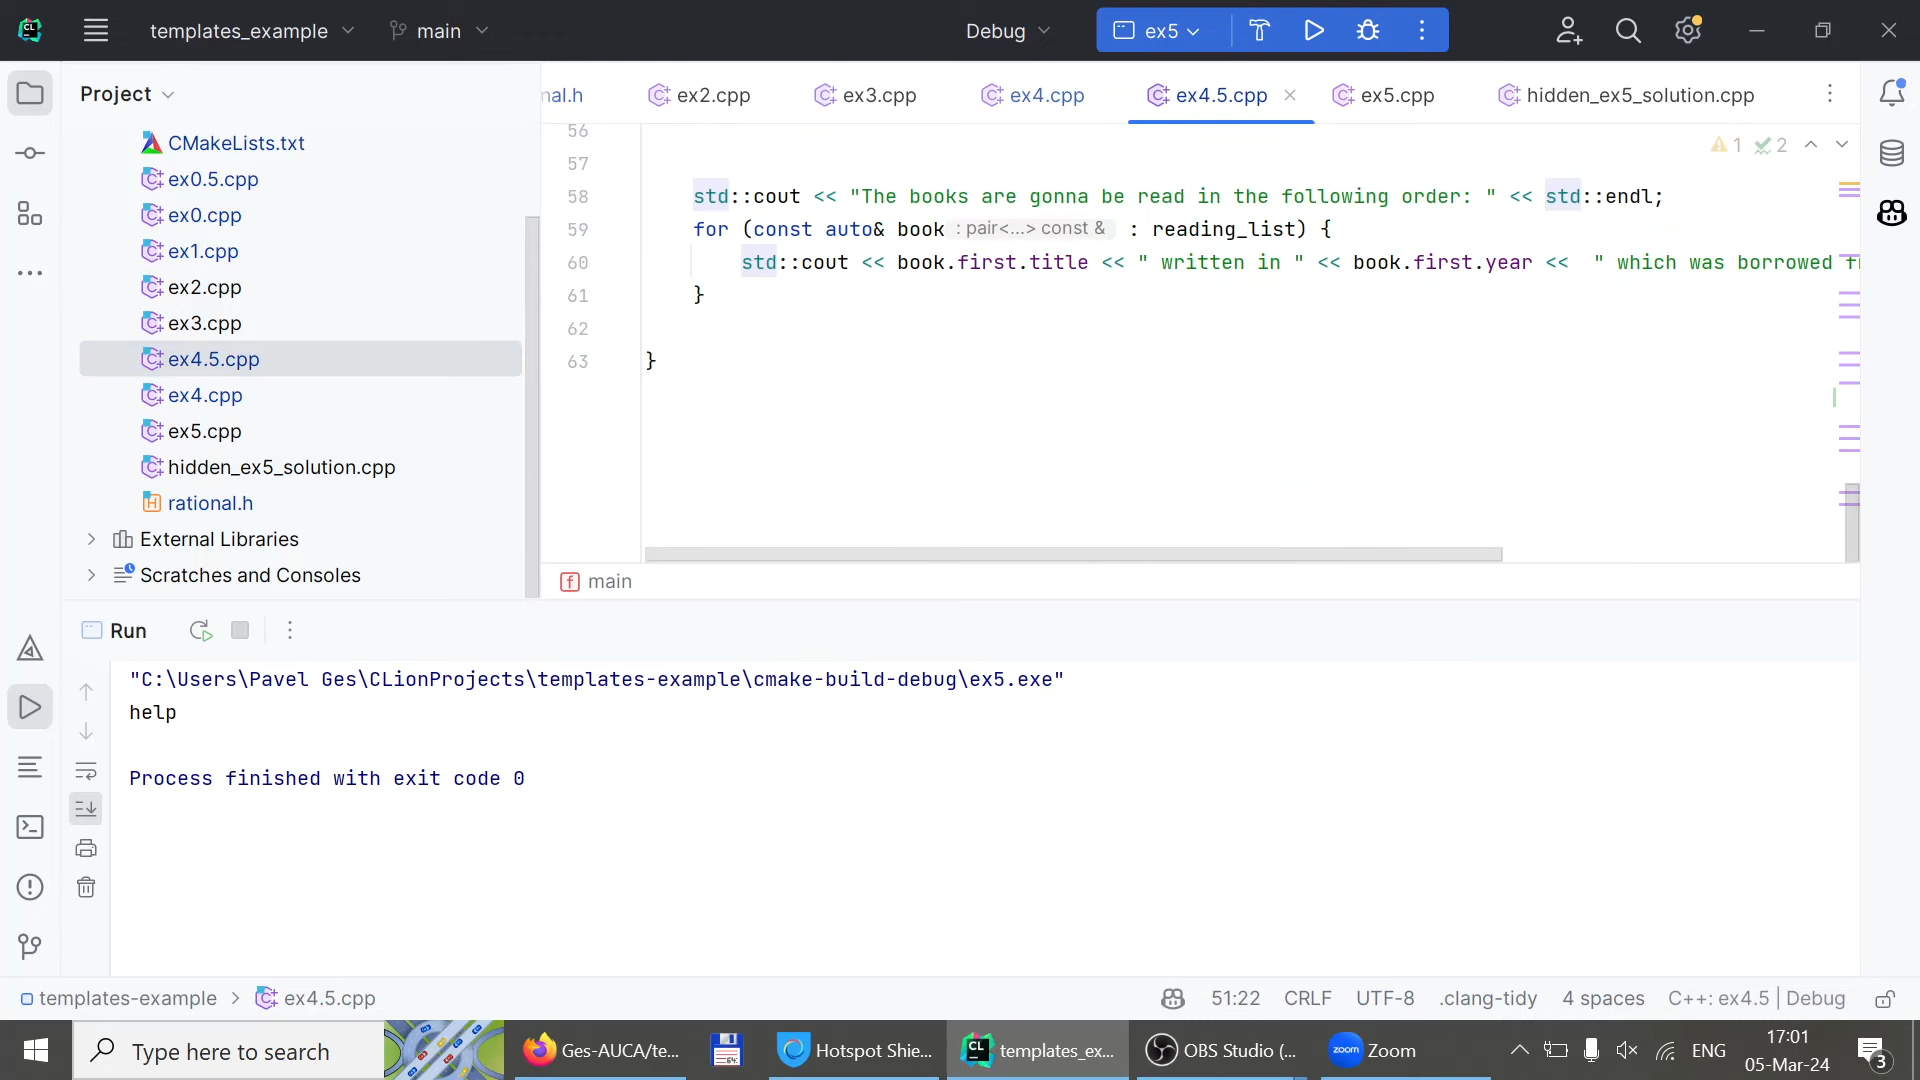 templates_example
main
Debug
ex5
Project
nal.h
ex2.cpp
ex3.cpp
ex4.cpp
ex4.5.cpp
ex5.cpp
hidden_ex5_solution.cpp
CMakeLists.txt
ex0.5.cpp
ex0.cpp
ex1.cpp
ex2.cpp
ex3.cpp
ex4.5.cpp
ex4.cpp
ex5.cpp
hidden_ex5_solution.cpp
rational.h
External Libraries
Scratches and Consoles
1 2
56
57
58 std::cout << "The books are gonna be read in the following order: " << std::endl;
59 for (const auto& book : pair<...> const & : reading_list) {
60 std::cout << book.first.title << " written in " << book.first.year << " which was borrowed
61 }
62
63 }
main
Run
"C:\Users\Pavel Ges\CLionProjects\templates-example\cmake-build-debug\ex5.exe"
help
Process finished with exit code 0
templates-example > ex4.5.cpp
51:22 CRLF UTF-8 .clang-tidy 4 spaces C++: ex4.5 | Debug
Type here to search
Ges-AUCA/te...
64
Hotspot Shie...
CL
templates_ex...
OBS Studio (...
zoom
Zoom
ENG
17:01
05-Mar-24
3